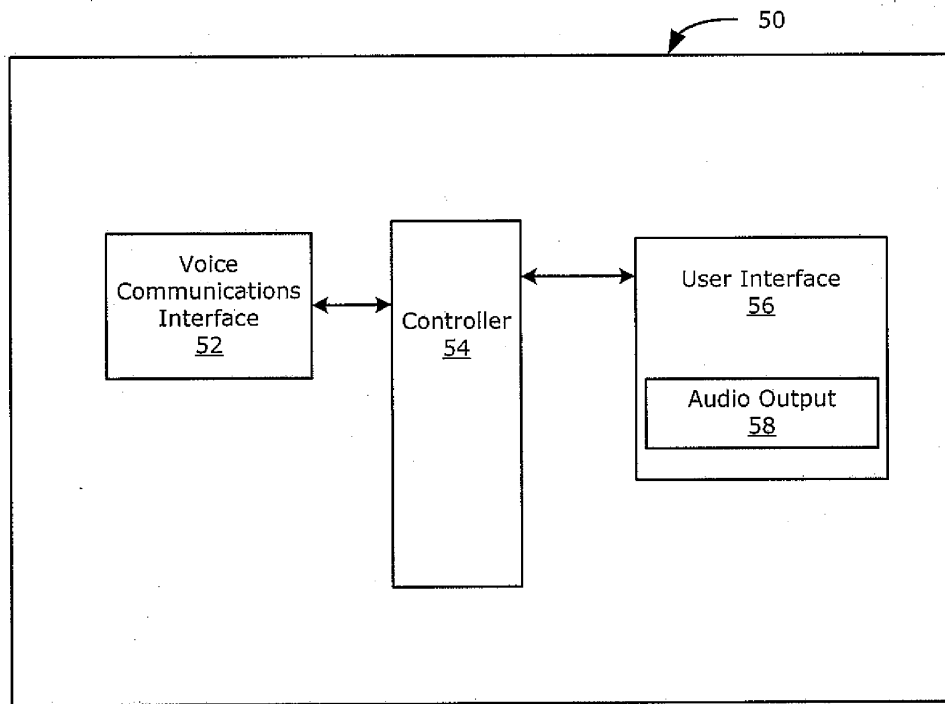 50
Voice
Communications
Interface
52
Controller
54
User Interface
56
Audio Output
58